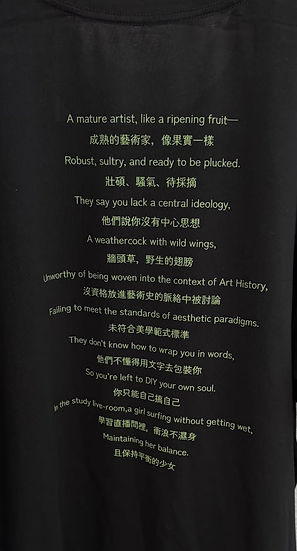 A mature artist, like a ripening fruit—
成熟的藝術家，像果實一樣
Robust, sultry, and ready to be plucked.
壯碩、騷氣、待採摘
They say you lack a central ideology,
他們說你沒有中心思想
A weathercock with wild wings,
牆頭草，野生的翅膀
Unworthy of being woven into the context of Art History,
沒資格放進藝術史的脈絡中被討論
Failing to meet the standards of aesthetic paradigms.
未符合美學範式標準
They don't know how to wrap you in words,
他們不懂得用文字去包裝你
So you're left to DIY your own soul.
你只能自己搞自己
In the study live-room,a girl surfing without getting wet,
學習直播間裡，衝浪不濕身
Maintaining her balance.
且保持平衡的少女